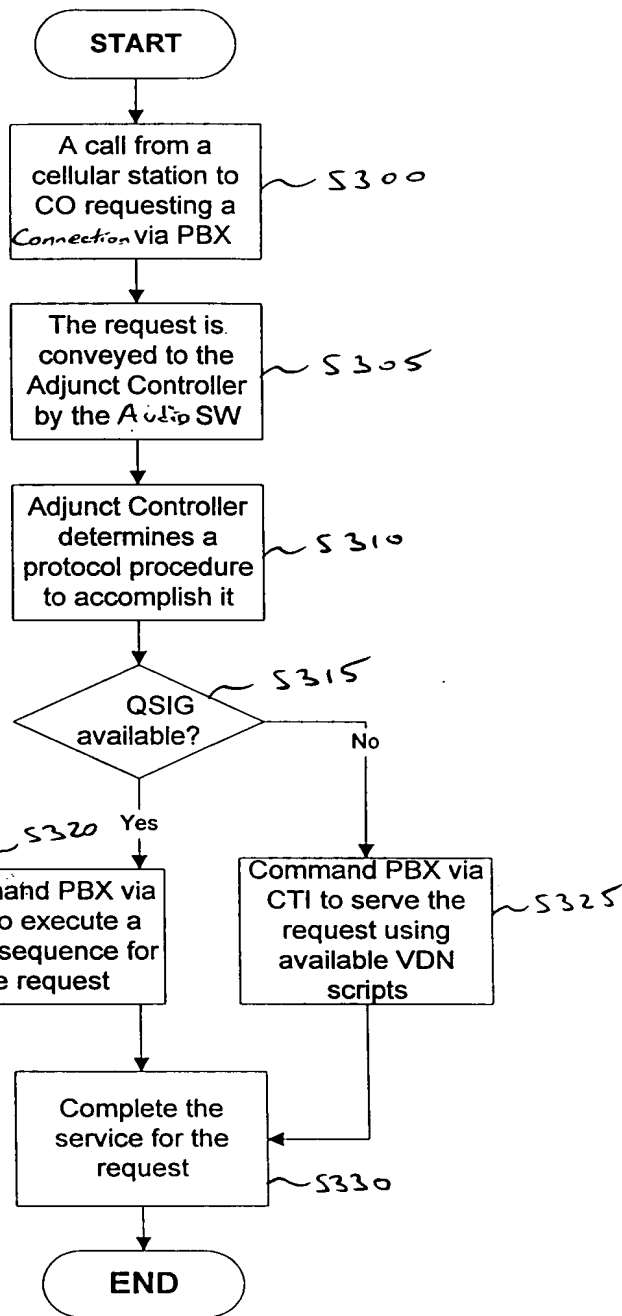 START
A call from a
cellular station to
CO requesting a
Connection via PBX
S300
The request is
conveyed to the
Adjunct Controller
by the Audio SW
S305
Adjunct Controller
determines a
protocol procedure
to accomplish it
S310
QSIG
available?
S315
No
Yes
S320
and PBX via
execute a
sequence for
request
Command PBX via
CTI to serve the
request using
available VDN
scripts
S325
Complete the
service for the
request
S330
END